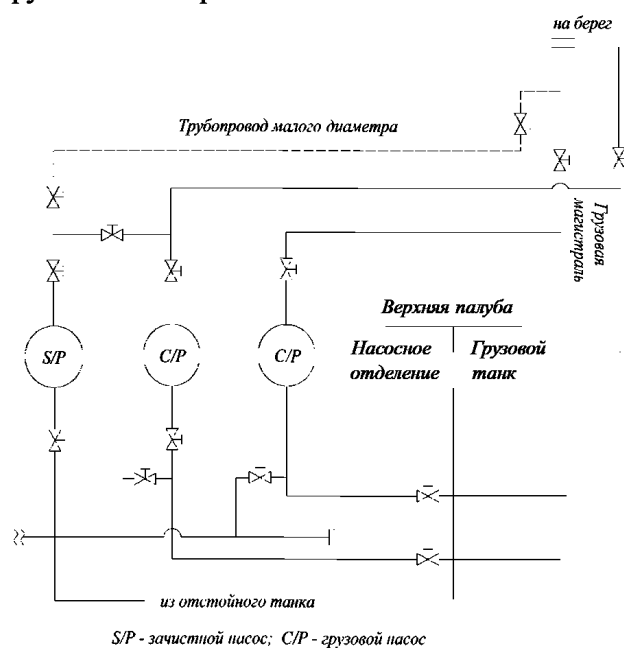 на берег
Трубопровод малого диаметра
Грузовая
магистраль
Верхняя палуба
Насосное
отделение
Грузовой
танк
S/P
C/P
C/P
из отстойного танка
S/P - зачистной насос; C/P - грузовой насос